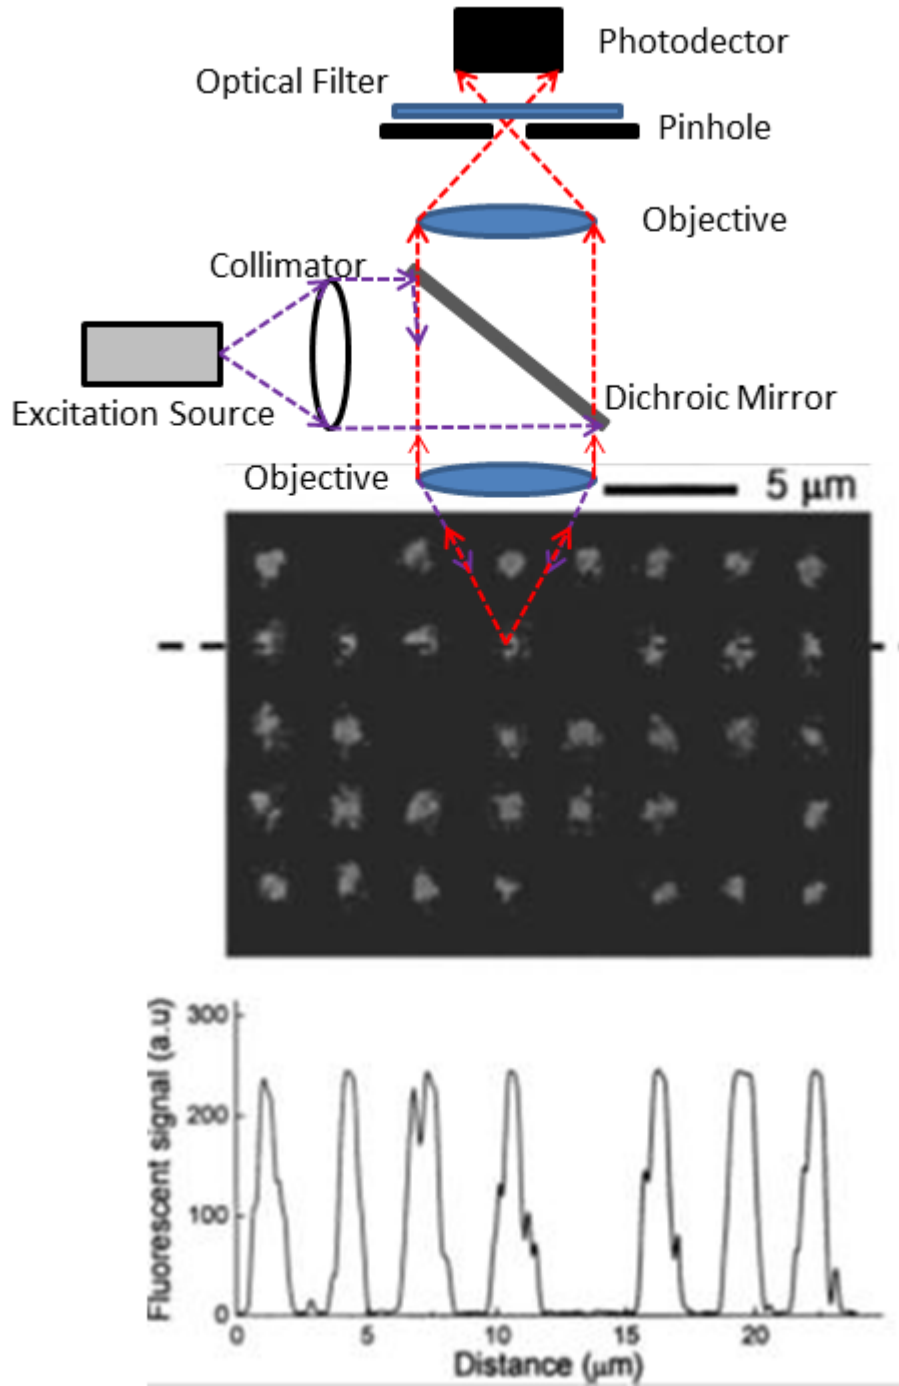 Photodector
Optical Filter
Pinhole
Objective
Collimator
Dichroic Mirror
Excitation Source
Objective
5 μm
Fluorescent signal (a.u)
300
200
100
0
0 5 10 15 20
Distance (μm)